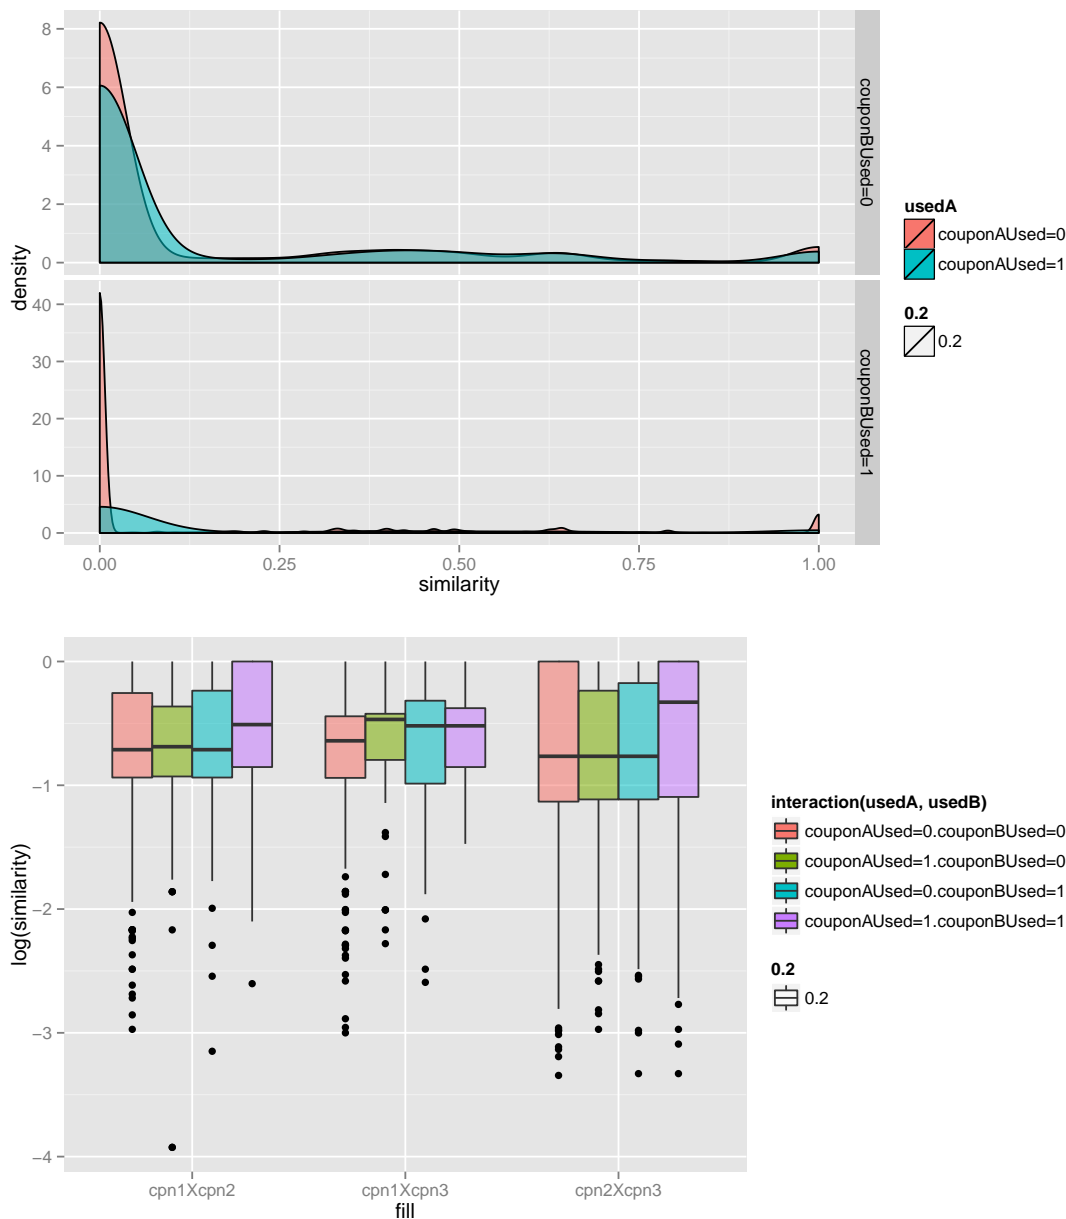 8
6
4
2
0
couponBUsed=0
density
40
30
20
10
0
couponBUsed=1
0.00 0.25 0.50 0.75 1.00
similarity
usedA
couponAUsed=0
couponAUsed=1
0.2
0.2
0
−1
−2
−3
−4
log(similarity)
cpn1Xcpn2 cpn1Xcpn3 cpn2Xcpn3
fill
interaction(usedA, usedB)
couponAUsed=0.couponBUsed=0
couponAUsed=1.couponBUsed=0
couponAUsed=0.couponBUsed=1
couponAUsed=1.couponBUsed=1
0.2
0.2